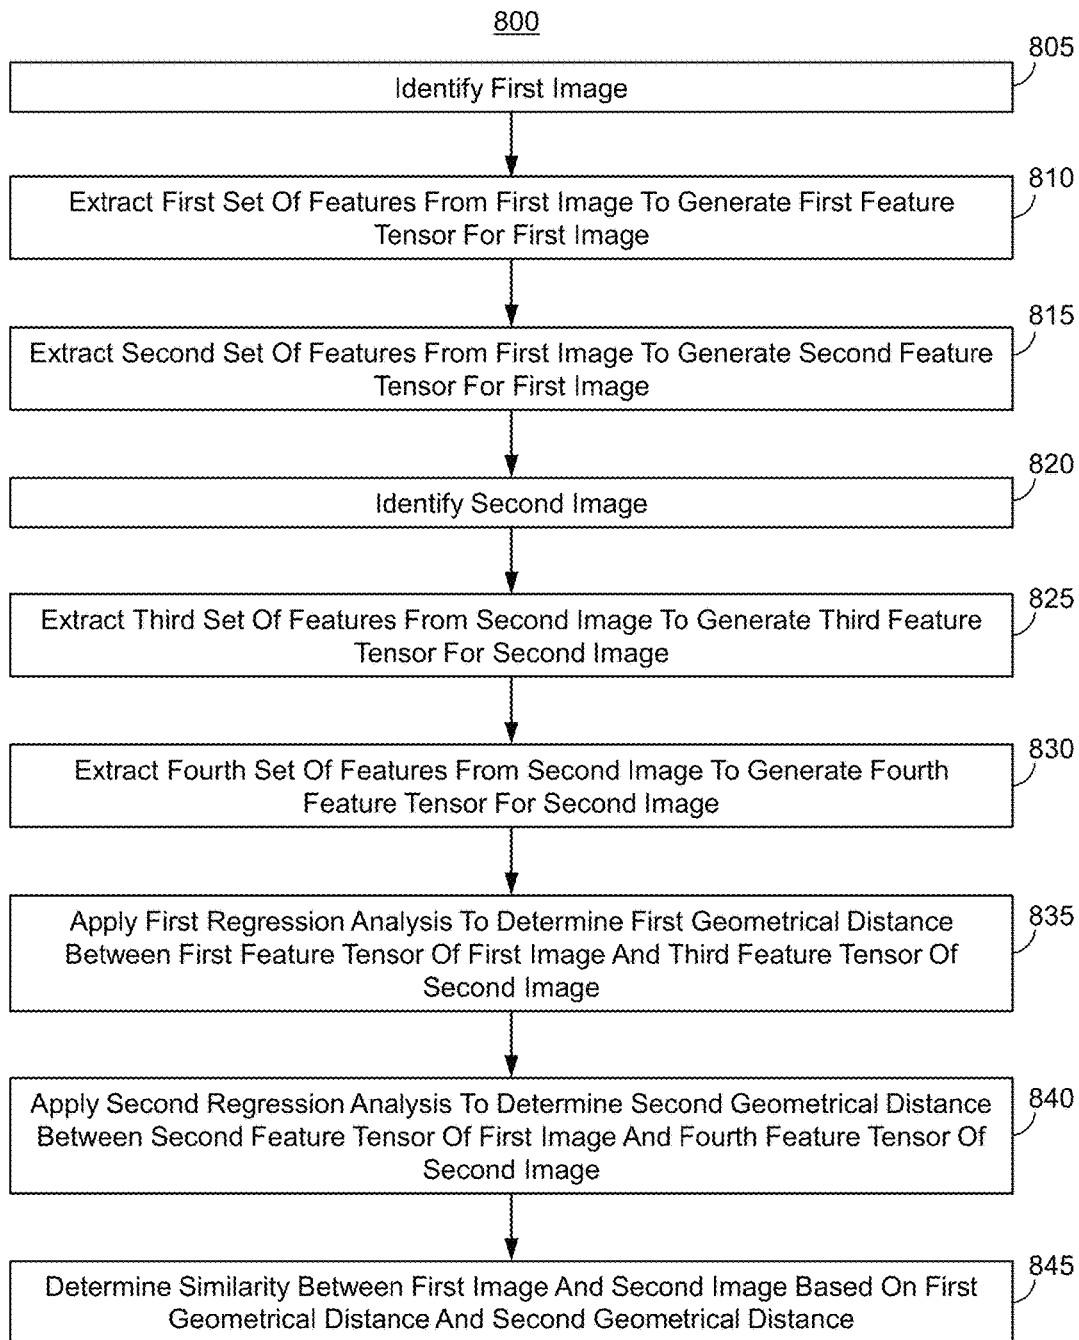 800
805
Identify First Image
810
Extract First Set Of Features From First Image To Generate First Feature
Tensor For First Image
815
Extract Second Set Of Features From First Image To Generate Second Feature
Tensor For First Image
820
Identify Second Image
825
Extract Third Set Of Features From Second Image To Generate Third Feature
Tensor For Second Image
830
Extract Fourth Set Of Features From Second Image To Generate Fourth
Feature Tensor For Second Image
835
Apply First Regression Analysis To Determine First Geometrical Distance
Between First Feature Tensor Of First Image And Third Feature Tensor Of
Second Image
840
Apply Second Regression Analysis To Determine Second Geometrical Distance
Between Second Feature Tensor Of First Image And Fourth Feature Tensor Of
Second Image
845
Determine Similarity Between First Image And Second Image Based On First
Geometrical Distance And Second Geometrical Distance